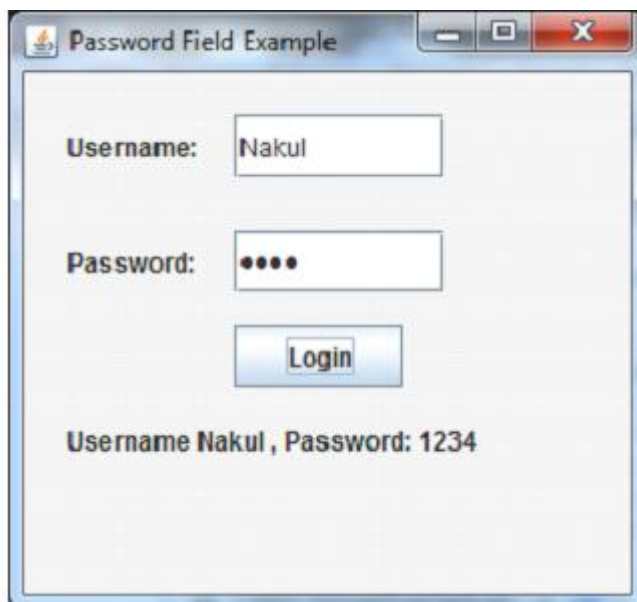 Password Field Example
Username: Nakul
Password: ••••
Login
Username Nakul , Password: 1234